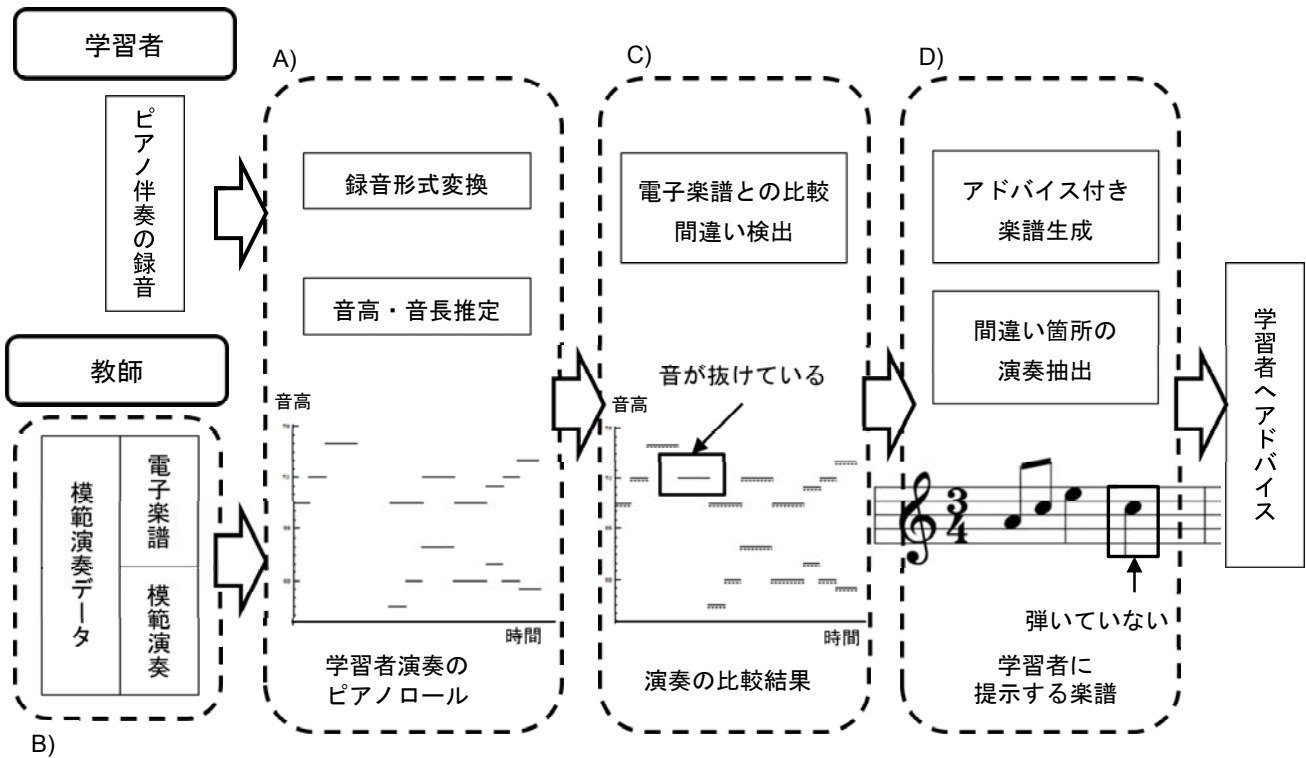 学習者
ピアノ伴奏の録音
教師
模範演奏データ
電子楽譜
模範演奏
B)
A)
録音形式変換
音高・音長推定
音高
時間
学習者演奏の
ピアノロール
C)
電子楽譜との比較
間違い検出
音が抜けている
音高
時間
演奏の比較結果
D)
アドバイス付き
楽譜生成
間違い箇所の
演奏抽出
3
4
弾いていない
学習者に
提示する楽譜
学習者へアドバイス